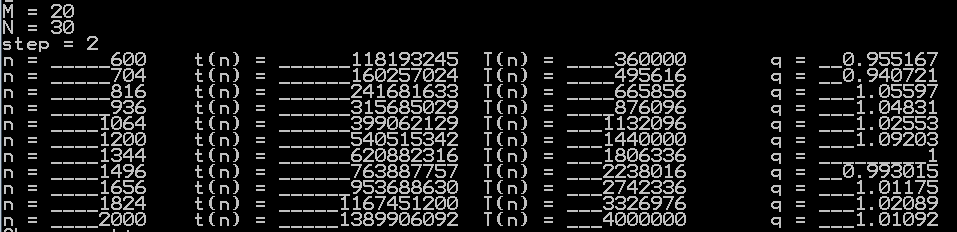 M = 20
N = 30
step = 2
n = _____600 t(n) = ______118193245 T(n) = ____360000 q = __0.955167
n = _____704 t(n) = ______160257024 T(n) = ____495616 q = __0.940721
n = _____816 t(n) = ______241681633 T(n) = ____665856 q = ___1.05597
n = _____936 t(n) = ______315685029 T(n) = ____876096 q = ___1.04831
n = ____1064 t(n) = ______399062129 T(n) = ___1132096 q = ___1.02553
n = ____1200 t(n) = ______540515342 T(n) = ___1440000 q = ___1.09203
n = ____1344 t(n) = ______620882316 T(n) = ___1806336 q = _________1
n = ____1496 t(n) = ______763887757 T(n) = ___2238016 q = __0.993015
n = ____1656 t(n) = ______953688630 T(n) = ___2742336 q = ___1.01175
n = ____1824 t(n) = _____1167451200 T(n) = ___3326976 q = ___1.02089
n = ____2000 t(n) = _____1389906092 T(n) = ___4000000 q = ___1.01092